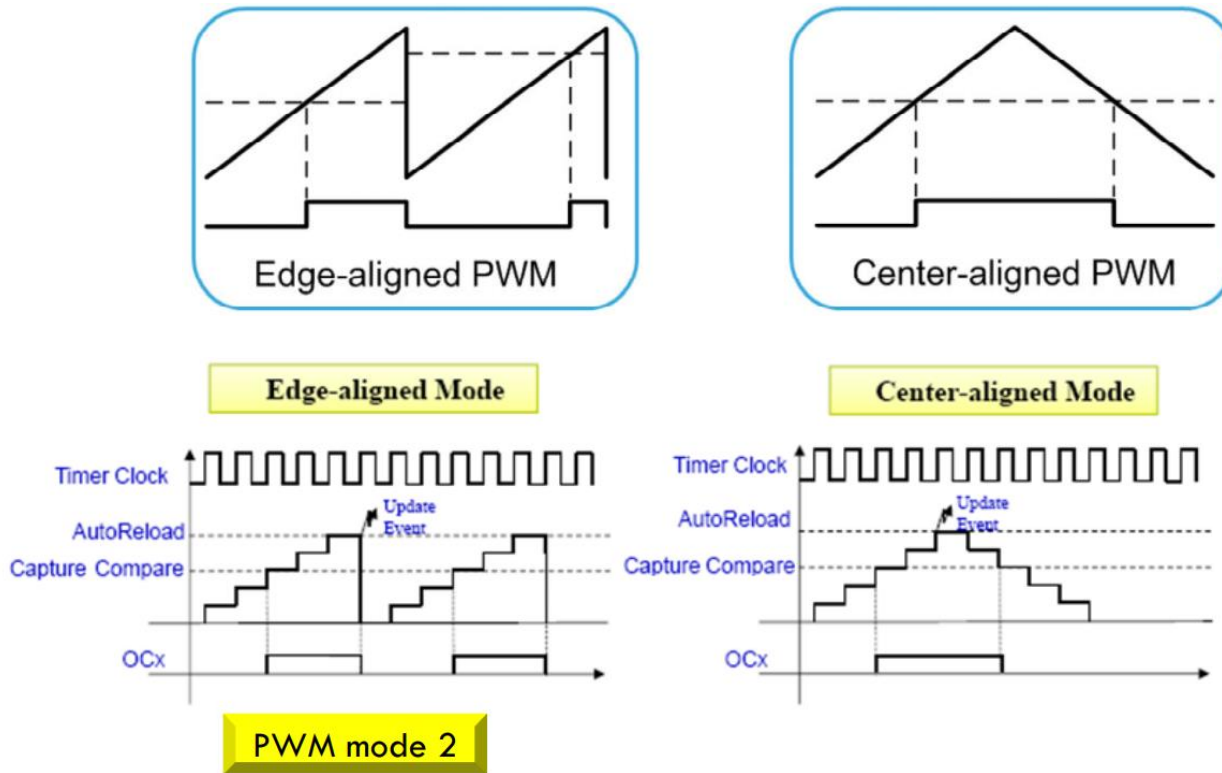 Edge-aligned PWM
Center-aligned PWM
Edge-aligned Mode
Timer Clock
AutoReload
Update
Event
Capture Compare
OCx
PWM mode 2
Center-aligned Mode
Timer Clock
AutoReload
Update
Event
Capture Compare
OCx